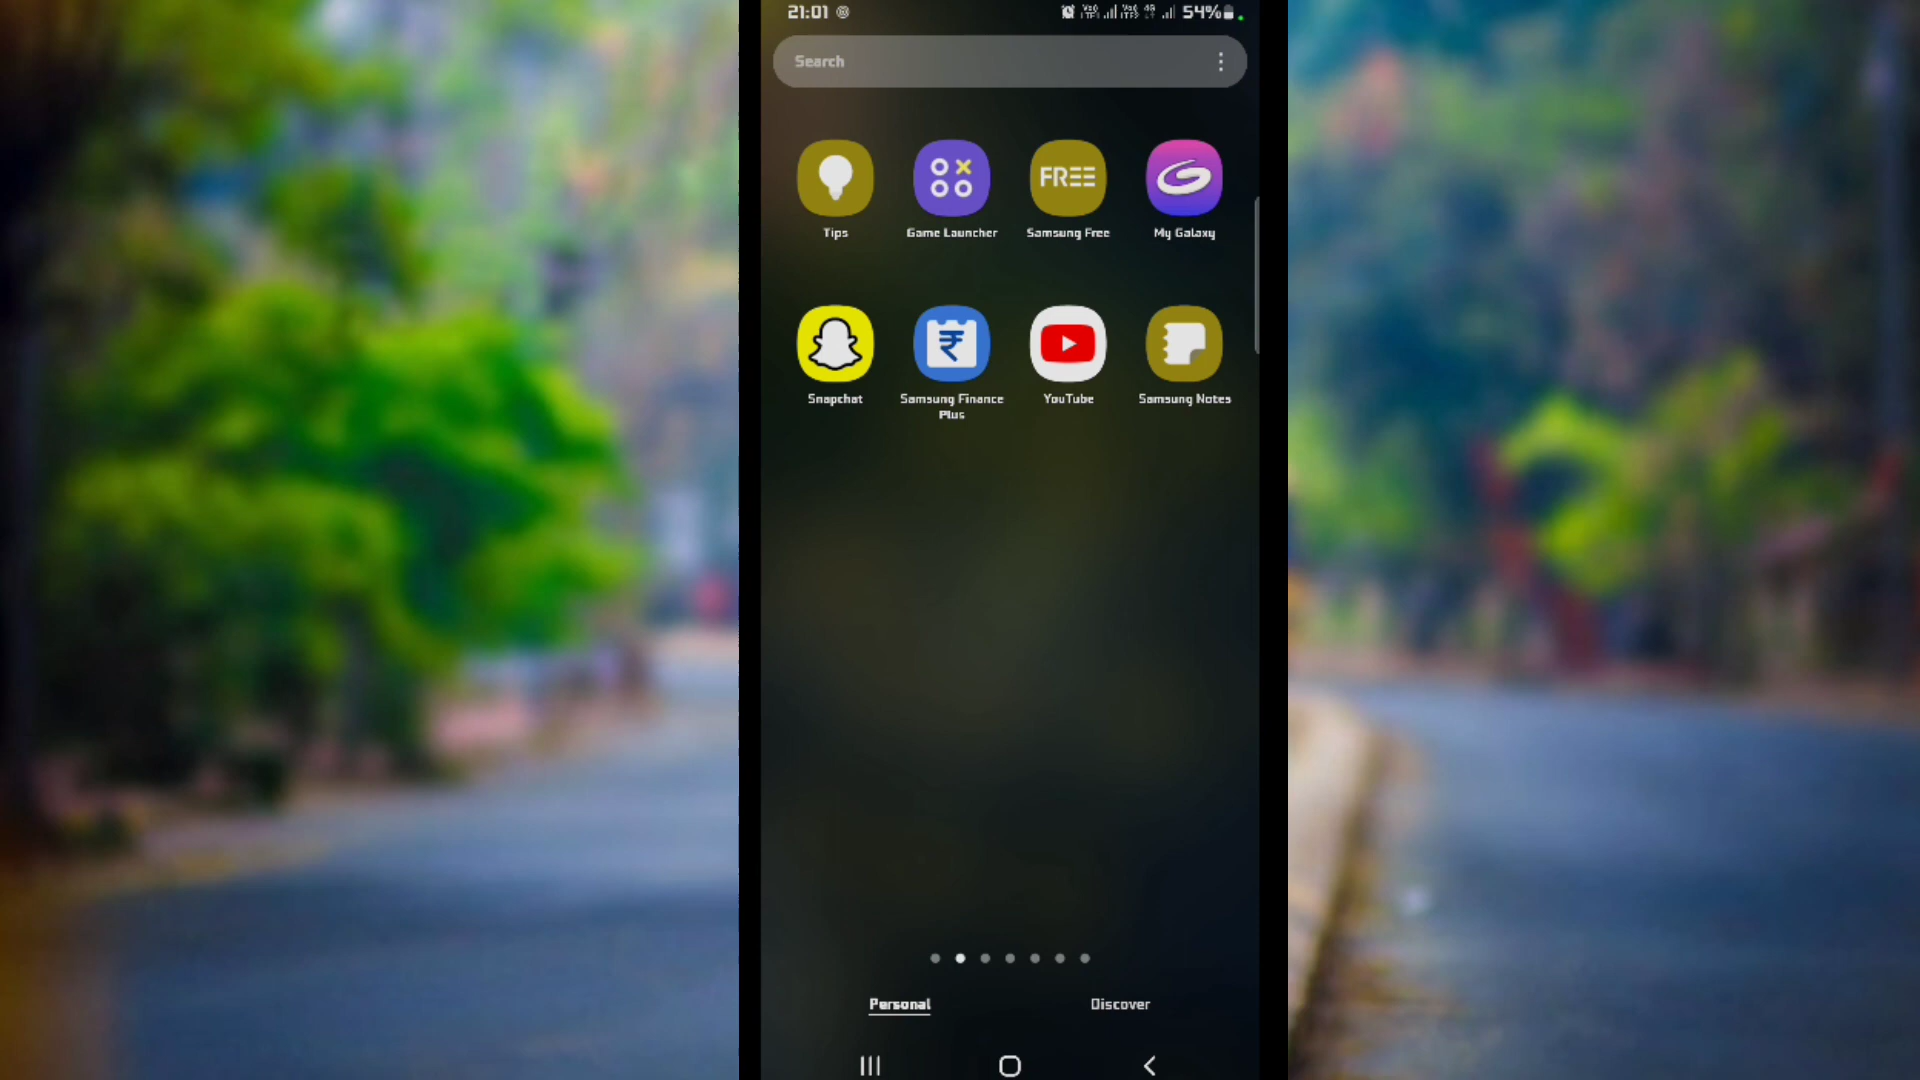 21:01
54%
Search
FREE
Tips
Game Launcher
Samsung Free
My Galaxy
Snapchat
Samsung Finance
Plus
YouTube
Samsung Notes
Personal
Discover